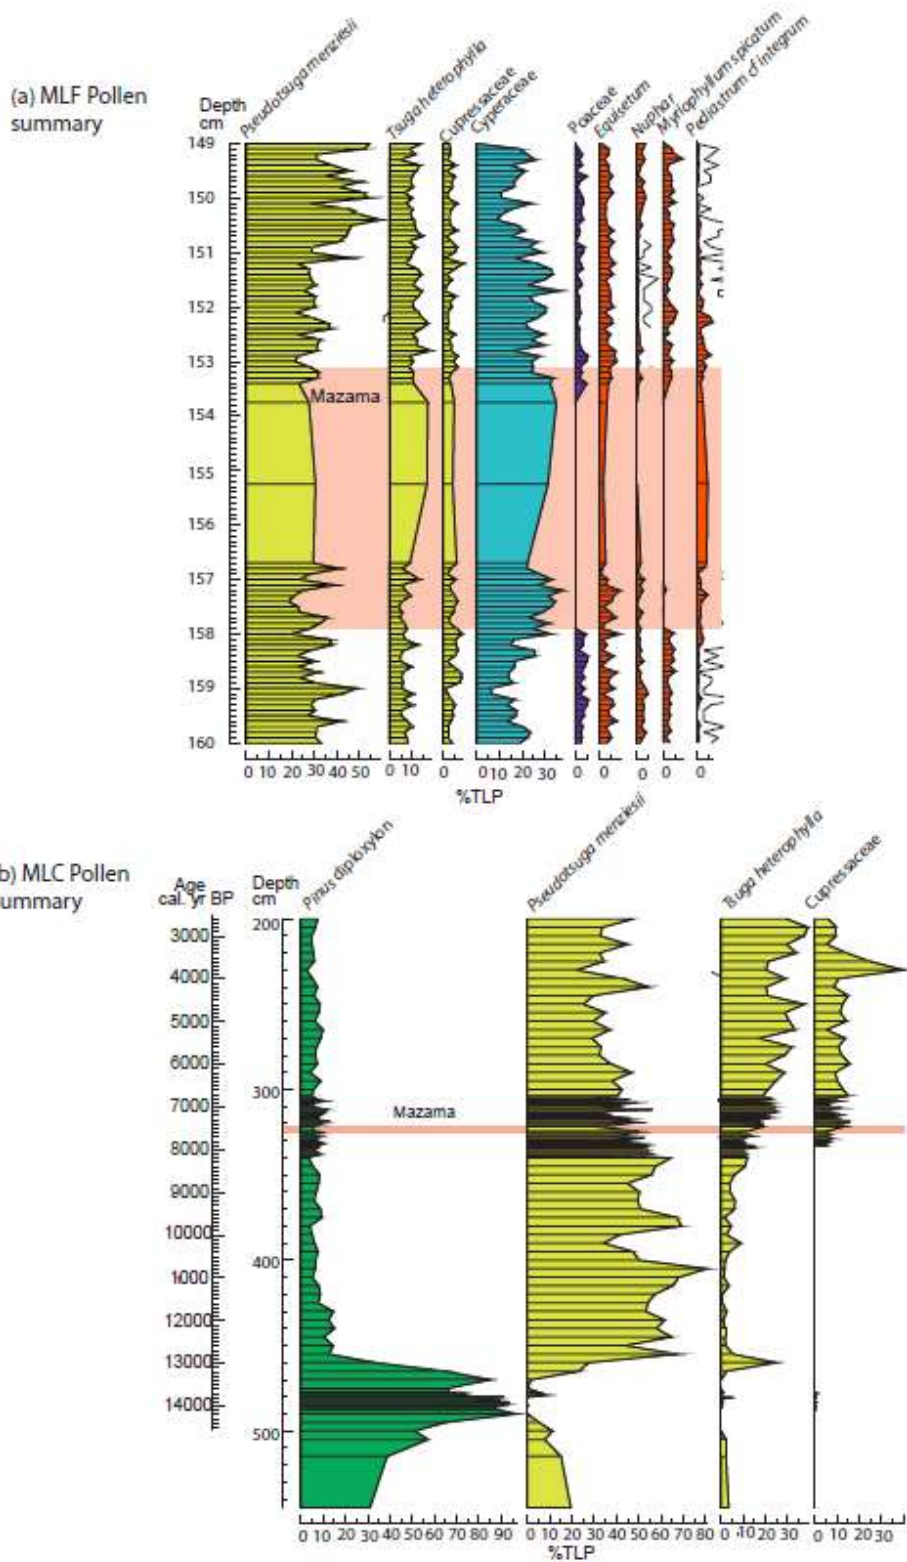 (a) MLF Pollen
summary
Depth
cm
Pseudotsuga menziesii
Tsuga heterophylla
Cupressaceae
Cyperaceae
Poaceae
Equisetum
Nuphar
Myriophyllum spicatum
Pediastrum cf integrum
149
150
151
152
153
154
155
156
157
158
159
160
Mazama
0 10 20 30 40 50
0 10
0
0 10 20 30
0
0
0
0
0
%TLP
b) MLC Pollen
summary
Age
cal. yr BP
Depth
cm
Pinus diploxylon
Pseudotsuga menziesii
Tsuga heterophylla
Cupressaceae
3000
4000
5000
6000
7000
8000
9000
10000
1000
12000
13000
14000
200
300
400
500
Mazama
0 10 20 30 40 50 60 70 80 90
0 10 20 30 40 50 60 70 80
0 10 20 30
0 10 20 30
%TLP